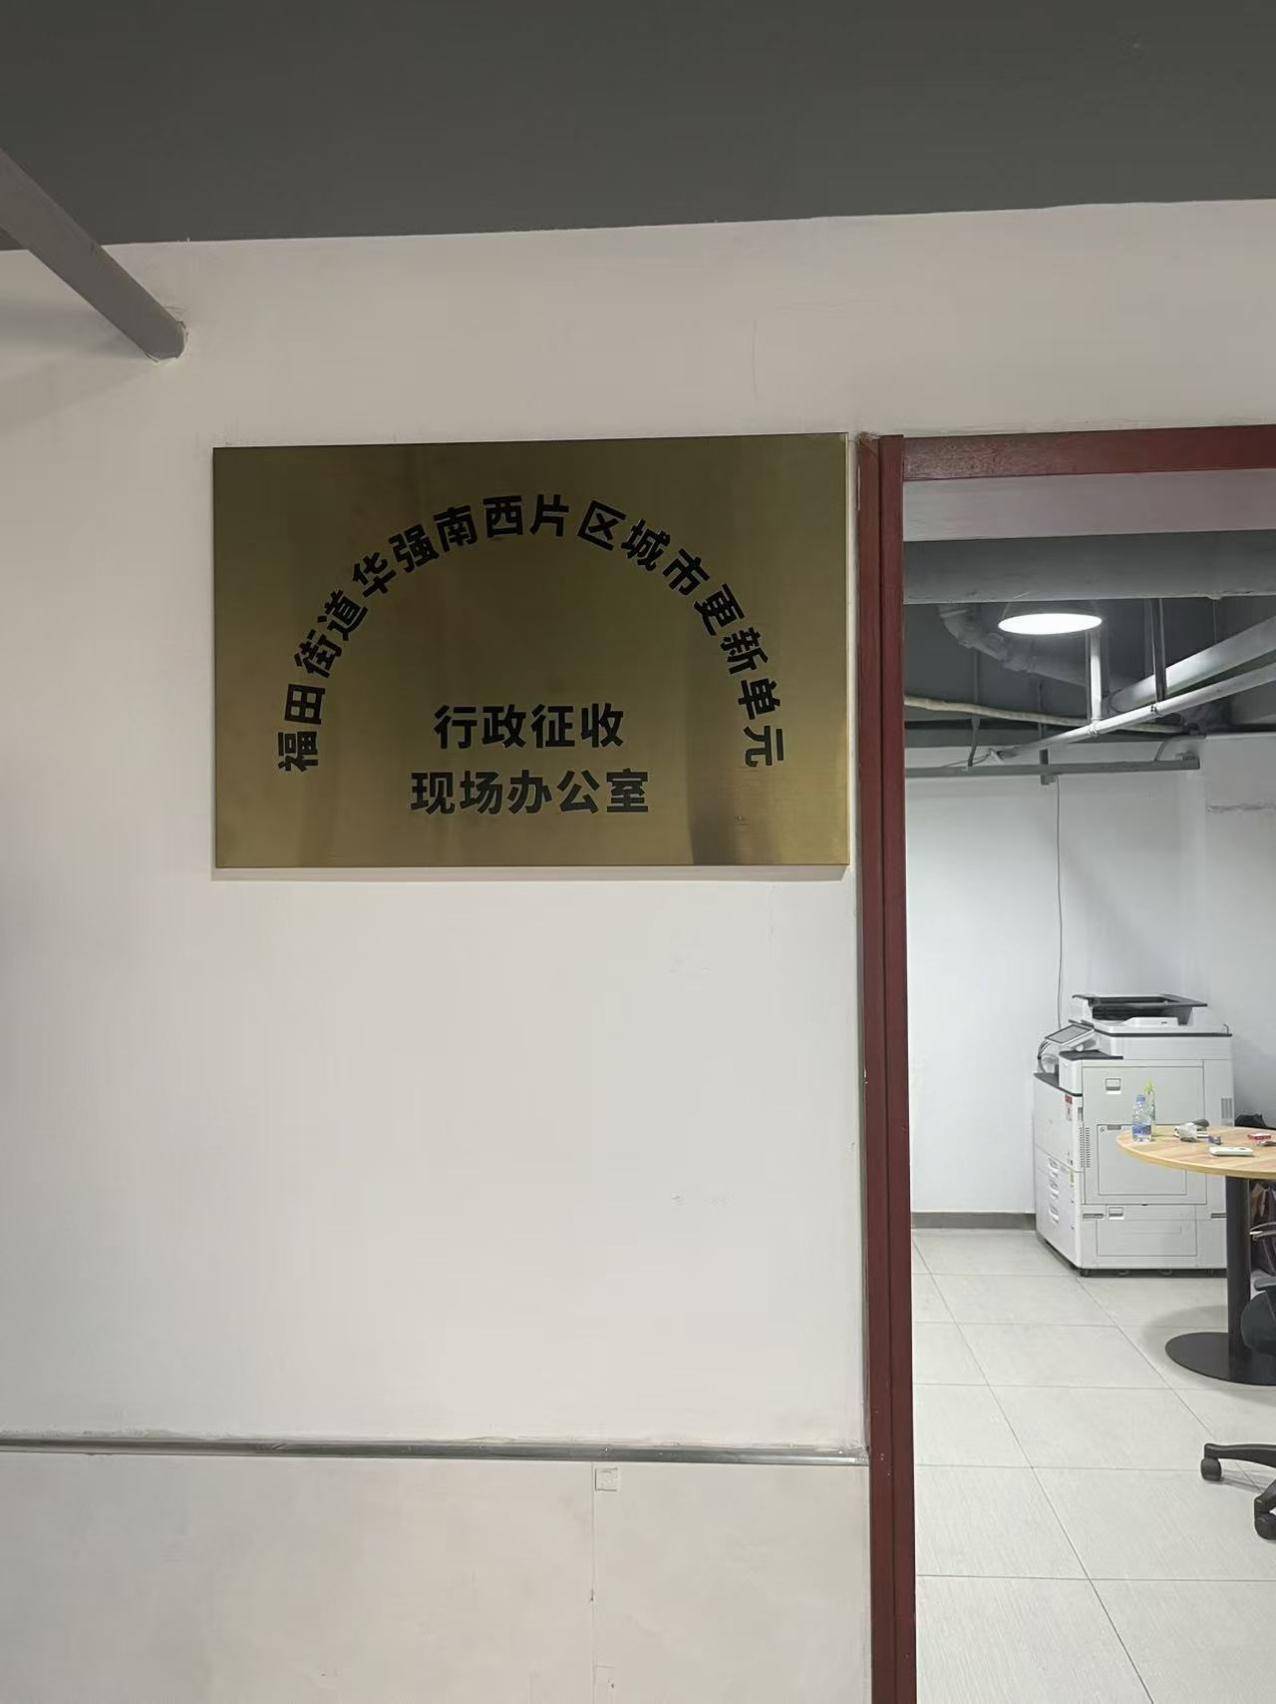 福田街道华强南西片区城市更新单元
行政征收
现场办公室